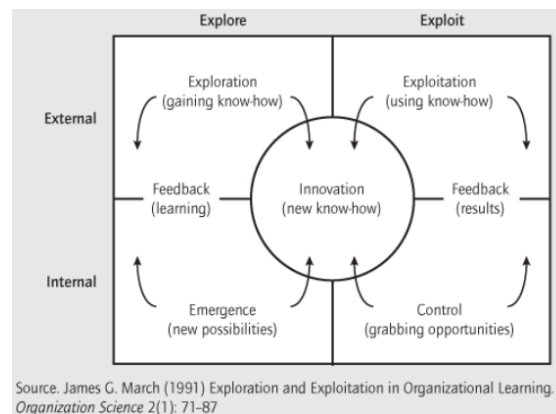 Explore Exploit
External
Exploration
(gaining know-how)
Exploitation
(using know-how)
Feedback
(learning)
Innovation
(new know-how)
Feedback
(results)
Internal
Emergence
(new possibilities)
Control
(grabbing opportunities)
Source. James G. March (1991) Exploration and Exploitation in Organizational Learning.
Organization Science 2(1): 71–87